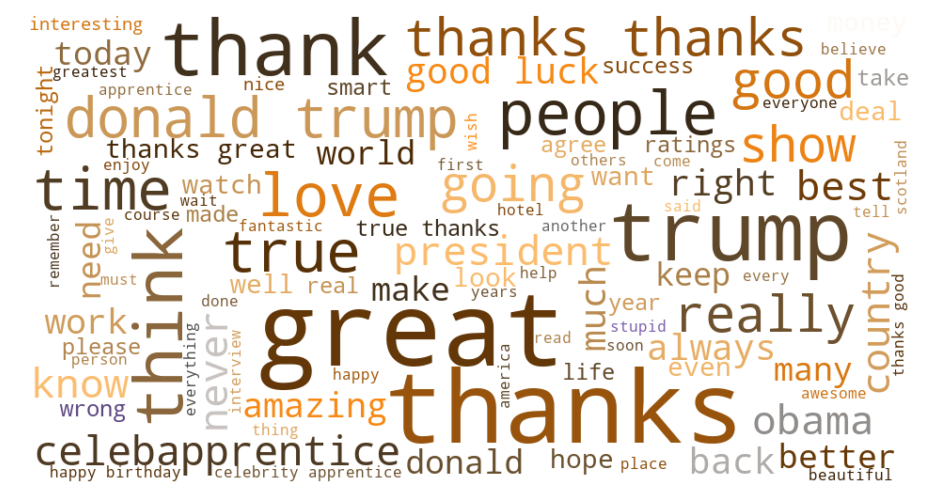 interesting
thank
thanks thanks
money
today
believe
greatest
good luck
success
good
take
tonight
apprentice
nice
smart
everyone
donald trump
people
deal
wish
thanks great
world
agree
ratings
show
enjoy
first
others
come
time
watch
love
going
want
right
best
scotland
wait
course
made
hotel
said
tell
remember
give
fantastic
true thanks
another
trump
need
think
true
president
must
well
real
look
help
keep
every
country
thanks good
make
years
much
done
great
year
really
work
stupid
please
everything
never
read
soon
always
person
america
know
interview
happy
life
even
many
wrong
amazing
thanks
awesome
thing
obama
celebapprentice
donald
hope
place
back
better
happy birthday
celebrity apprentice
beautiful